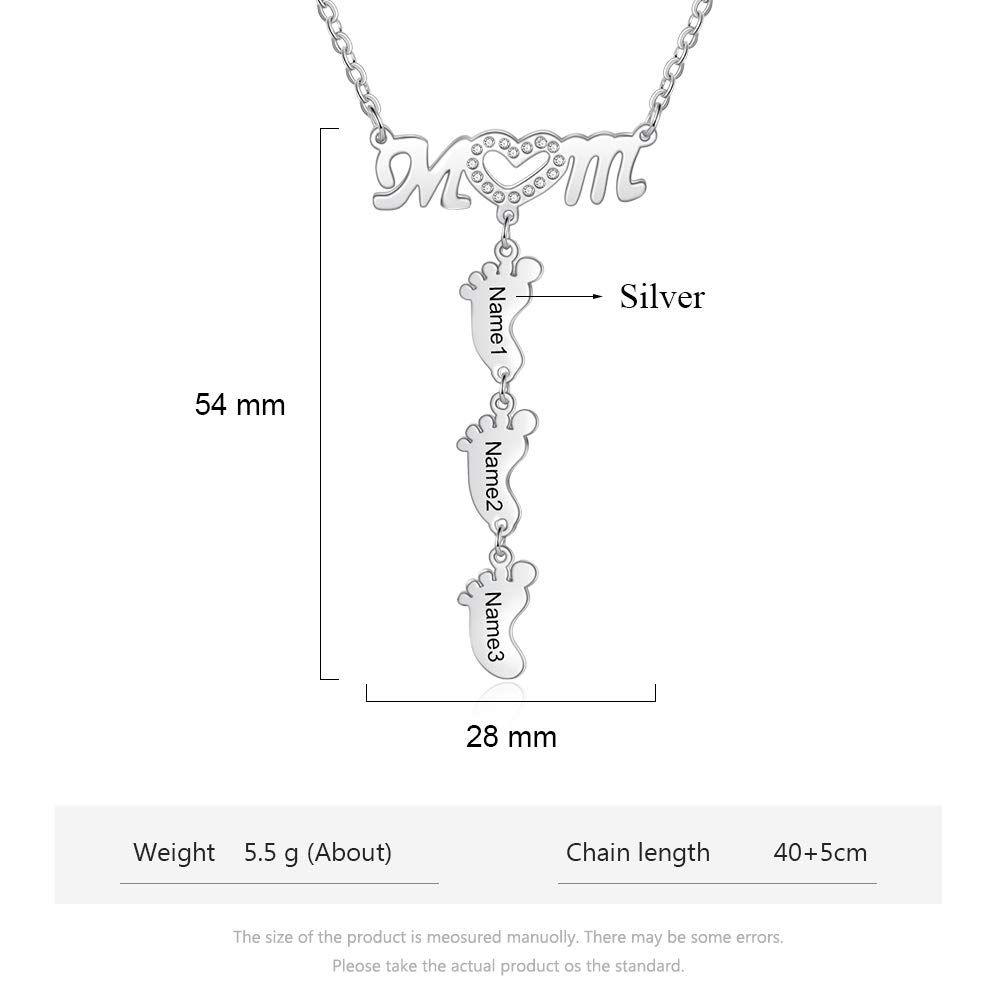 Mom
Name1
Silver
54 mm
Name2
Name3
28 mm
Weight 5.5 g (About)
Chain length 40+5cm
The size of the product is meosured manuolly. There may be some errors.
Pleose take the actual product os the standard.